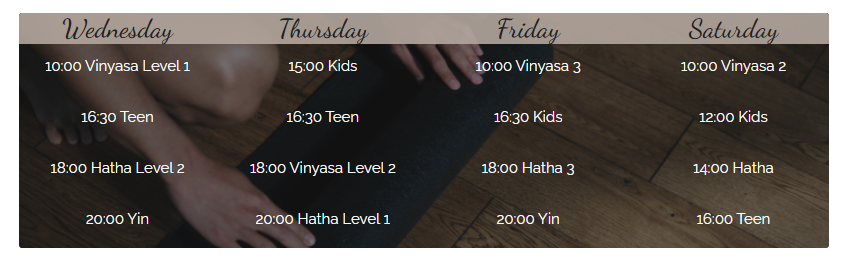 Wednesday Thursday Friday Saturday
10:00 Vinyasa Level 1 15:00 Kids 10:00 Vinyasa 3 10:00 Vinyasa 2
16:30 Teen 16:30 Teen 16:30 Kids 12:00 Kids
18:00 Hatha Level 2 18:00 Vinyasa Level 2 18:00 Hatha 3 14:00 Hatha
20:00 Yin 20:00 Hatha Level 1 20:00 Yin 16:00 Teen